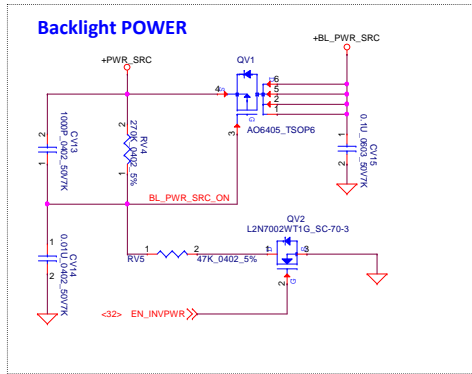 Backlight POWER
+BL_PWR_SRC
+PWR_SRC
QV1
4
6
5
2
1
G
3
AO6405_TSOP6
2
1
CV13
1000P_0402_50V7K
2
1
RV4
270K_0402_5%
1
2
CV15
0.1U_0603_50V7K
BL_PWR_SRC_ON
QV2
L2N7002WT1G_SC-70-3
1
2
CV14
0.01U_0402_50V7K
RV5
1
2
47K_0402_5%
1
3
D
2
<32> EN_INVPWR